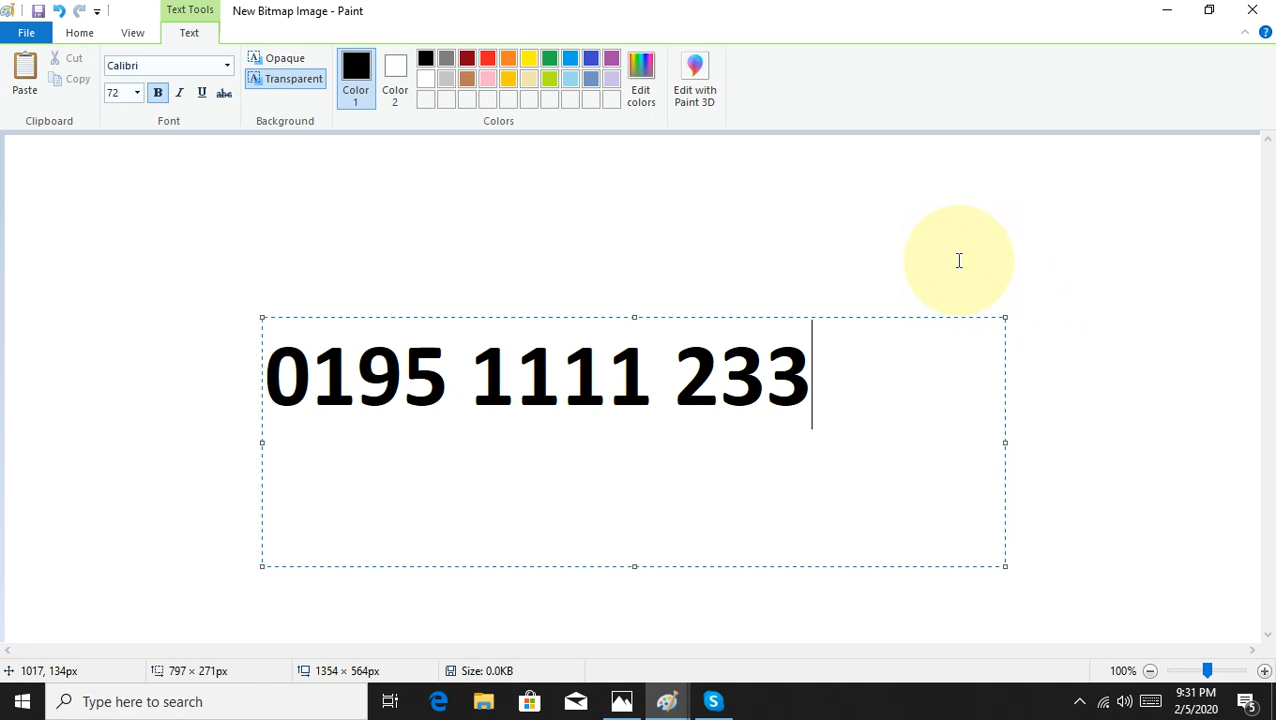 New Bitmap Image - Paint
Text Tools
File
Home
View
Text
Paste
Cut
Copy
Clipboard
Calibri
72
B
I
U
abc
Font
Opaque
Transparent
Background
Color 1
Color 2
Edit colors
Colors
Edit with Paint 3D
0195 1111 233
1017, 134px
797 × 271px
1354 × 564px
Size: 0.0KB
100%
Type here to search
9:31 PM
2/5/2020
5